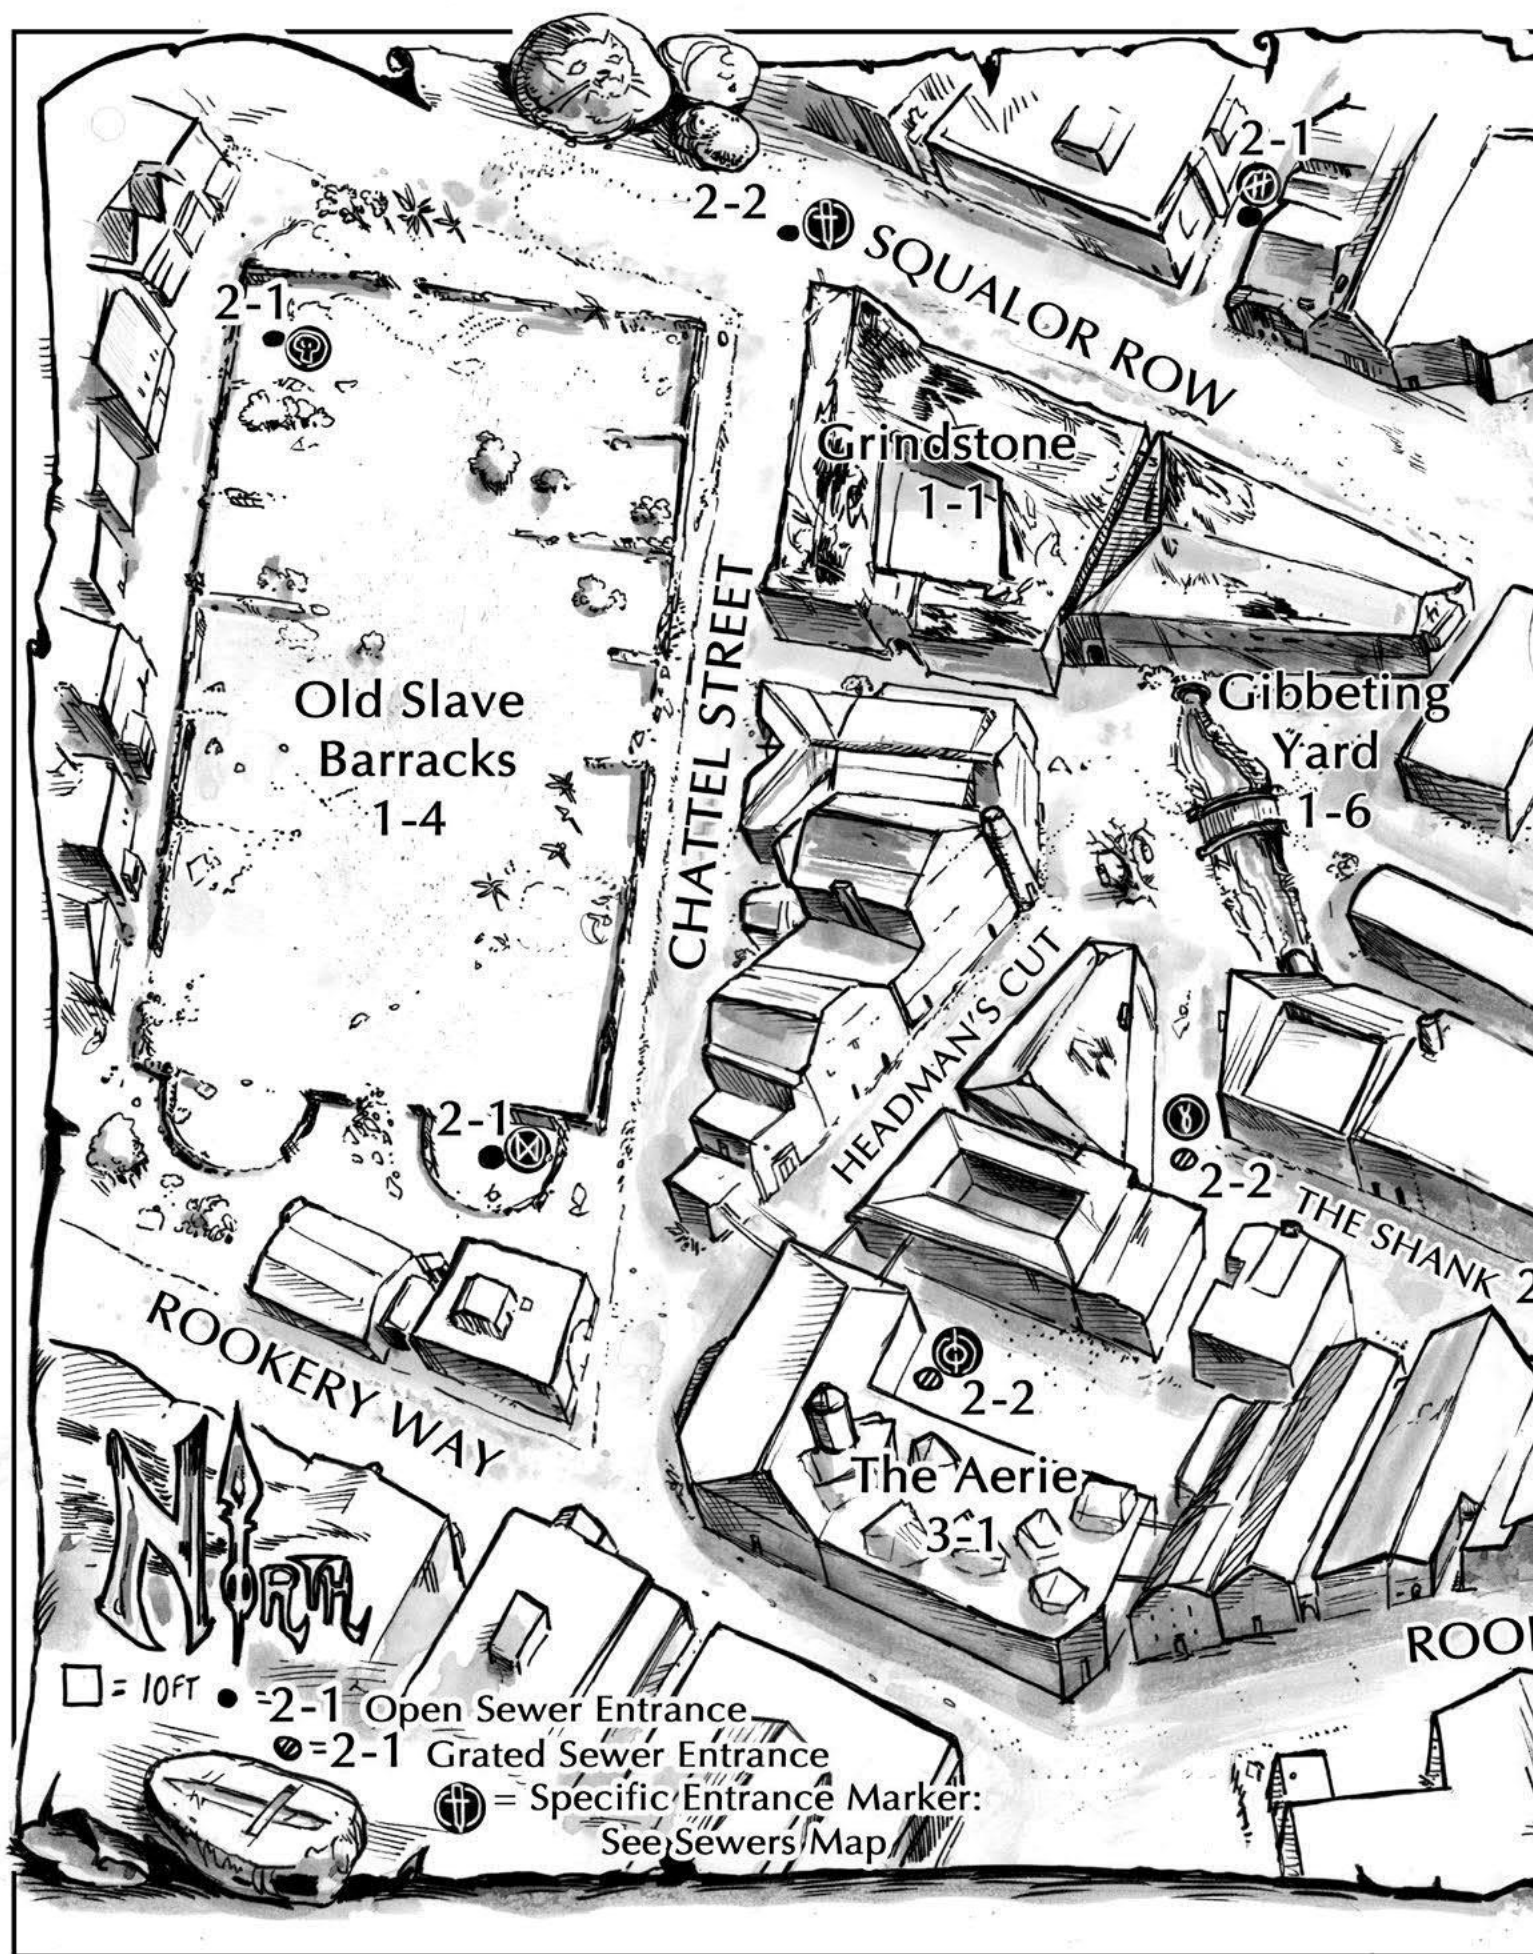 2-1
2-2
SQUALOR ROW
2-1
Grindstone
1-1
CHATTEL STREET
Old Slave
Barracks
1-4
Gibbeting
Yard
1-6
HEADMAN'S CUT
2-1
2-2
THE SHANK 2
ROOKERY WAY
2-2
The Aerie
3-1
NORTH
ROO
= 10FT
=2-1 Open Sewer Entrance
=2-1 Grated Sewer Entrance
= Specific Entrance Marker:
See Sewers Map